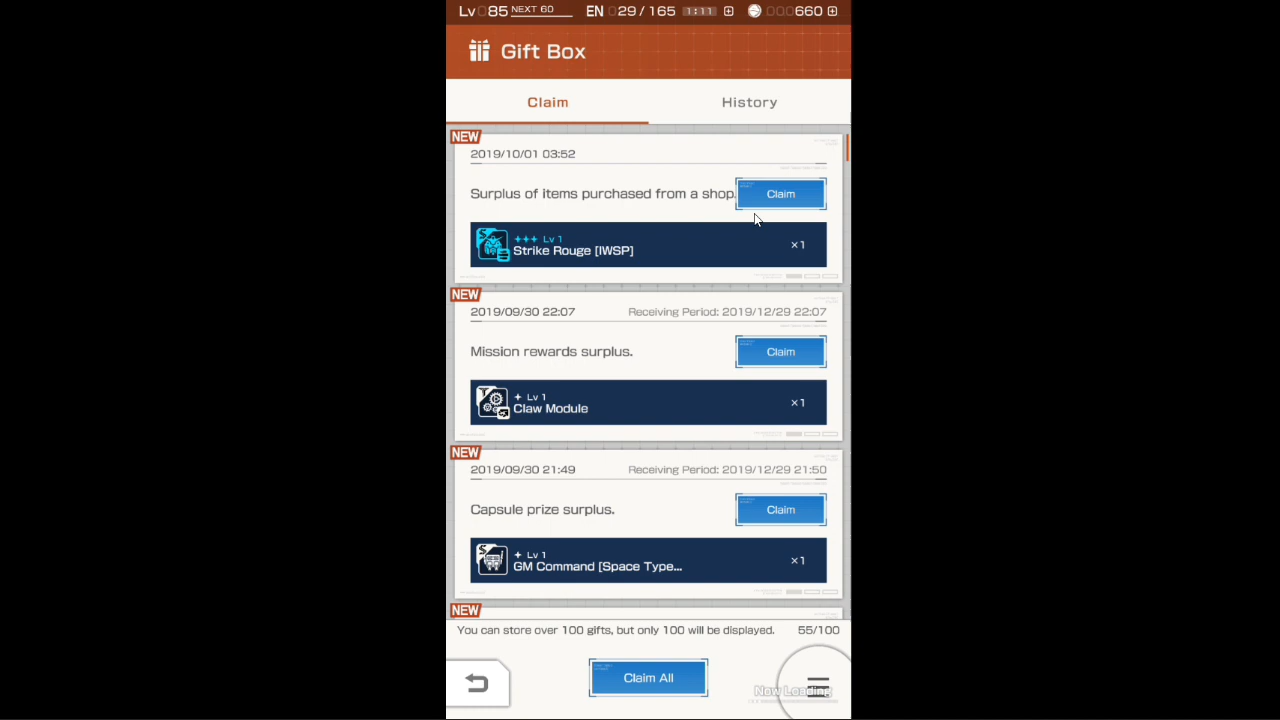 Lv 085 NEXT 60 EN 029/165 1:11 000660
Gift Box
Claim History
NEW
2019/10/01 03:52
Surplus of items purchased from a shop. Claim
S Lv 1
Strike Rouge [IWSP] ×1
NEW
2019/09/30 22:07 Receiving Period: 2019/12/29 22:07
Mission rewards surplus. Claim
Lv 1
Claw Module ×1
NEW
2019/09/30 21:49 Receiving Period: 2019/12/29 21:50
Capsule prize surplus. Claim
S Lv 1
GM Command [Space Type... ×1
NEW
You can store over 100 gifts, but only 100 will be displayed. 55/100
Claim All
Now Loading